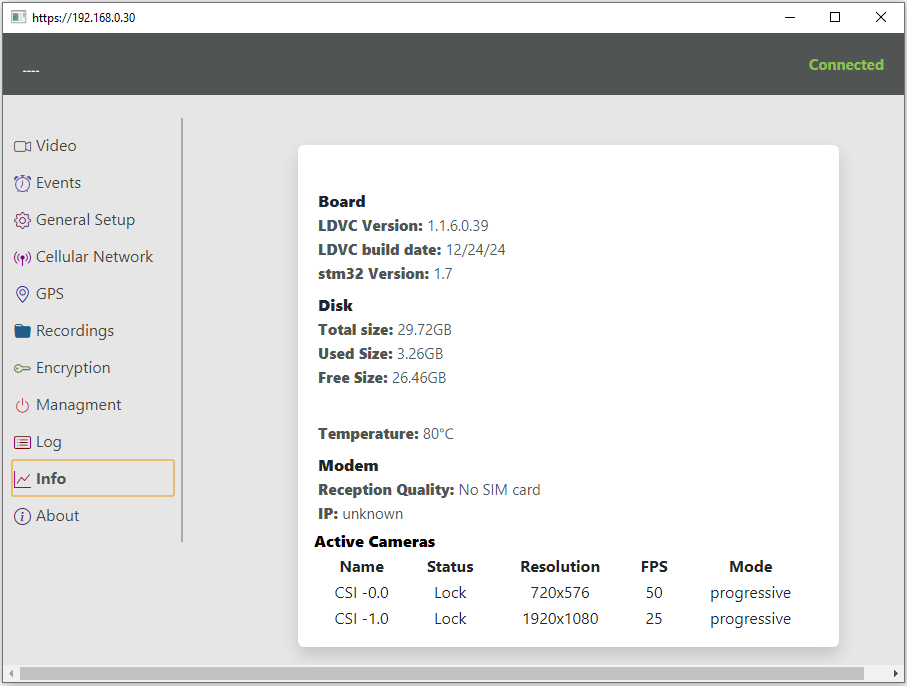 https://192.168.0.30
----
Connected
Video
Events
General Setup
Cellular Network
GPS
Recordings
Encryption
Managment
Log
Info
About
Board
LDVC Version: 1.1.6.0.39
LDVC build date: 12/24/24
stm32 Version: 1.7
Disk
Total size: 29.72GB
Used Size: 3.26GB
Free Size: 26.46GB
Temperature: 80°C
Modem
Reception Quality: No SIM card
IP: unknown
Active Cameras
Name Status Resolution FPS Mode
CSI -0.0 Lock 720x576 50 progressive
CSI -1.0 Lock 1920x1080 25 progressive